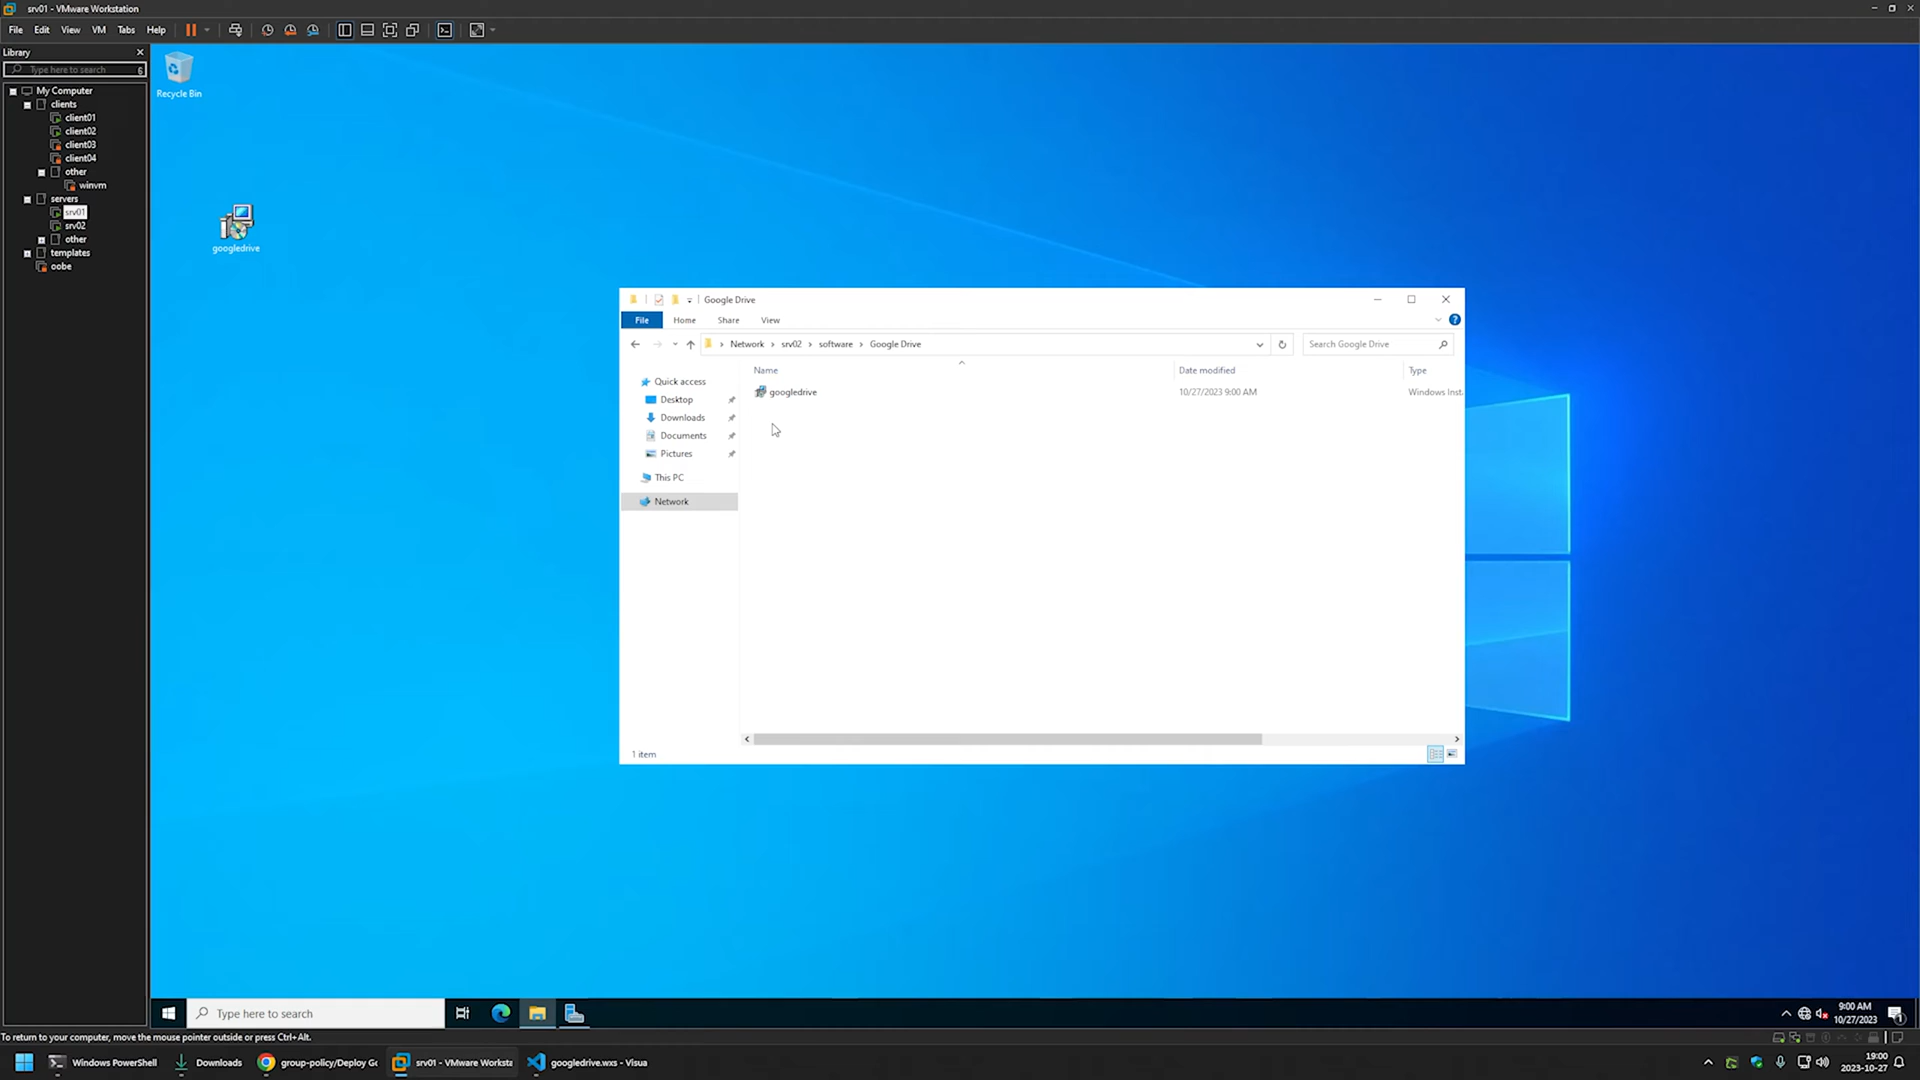 srv01 - VMware Workstation
File Edit View VM Tabs Help
Library
Type here to search
My Computer
clients
client01
client02
client03
client04
other
winvm
servers
srv01
srv02
other
templates
oobe
Recycle Bin
googledrive
Google Drive
File Home Share View
Network srv02 software Google Drive
Search Google Drive
Name Date modified Type
googledrive 10/27/2023 9:00 AM Windows Inst
Quick access
Desktop
Downloads
Documents
Pictures
This PC
Network
1 item
Type here to search
9:00 AM
10/27/2023
1
To return to your computer, move the mouse pointer outside or press Ctrl+Alt.
Windows PowerShell
Downloads
group-policy/Deploy Go
srv01 - VMware Worksta
googledrive.wxs - Visua
19:00
2023-10-27